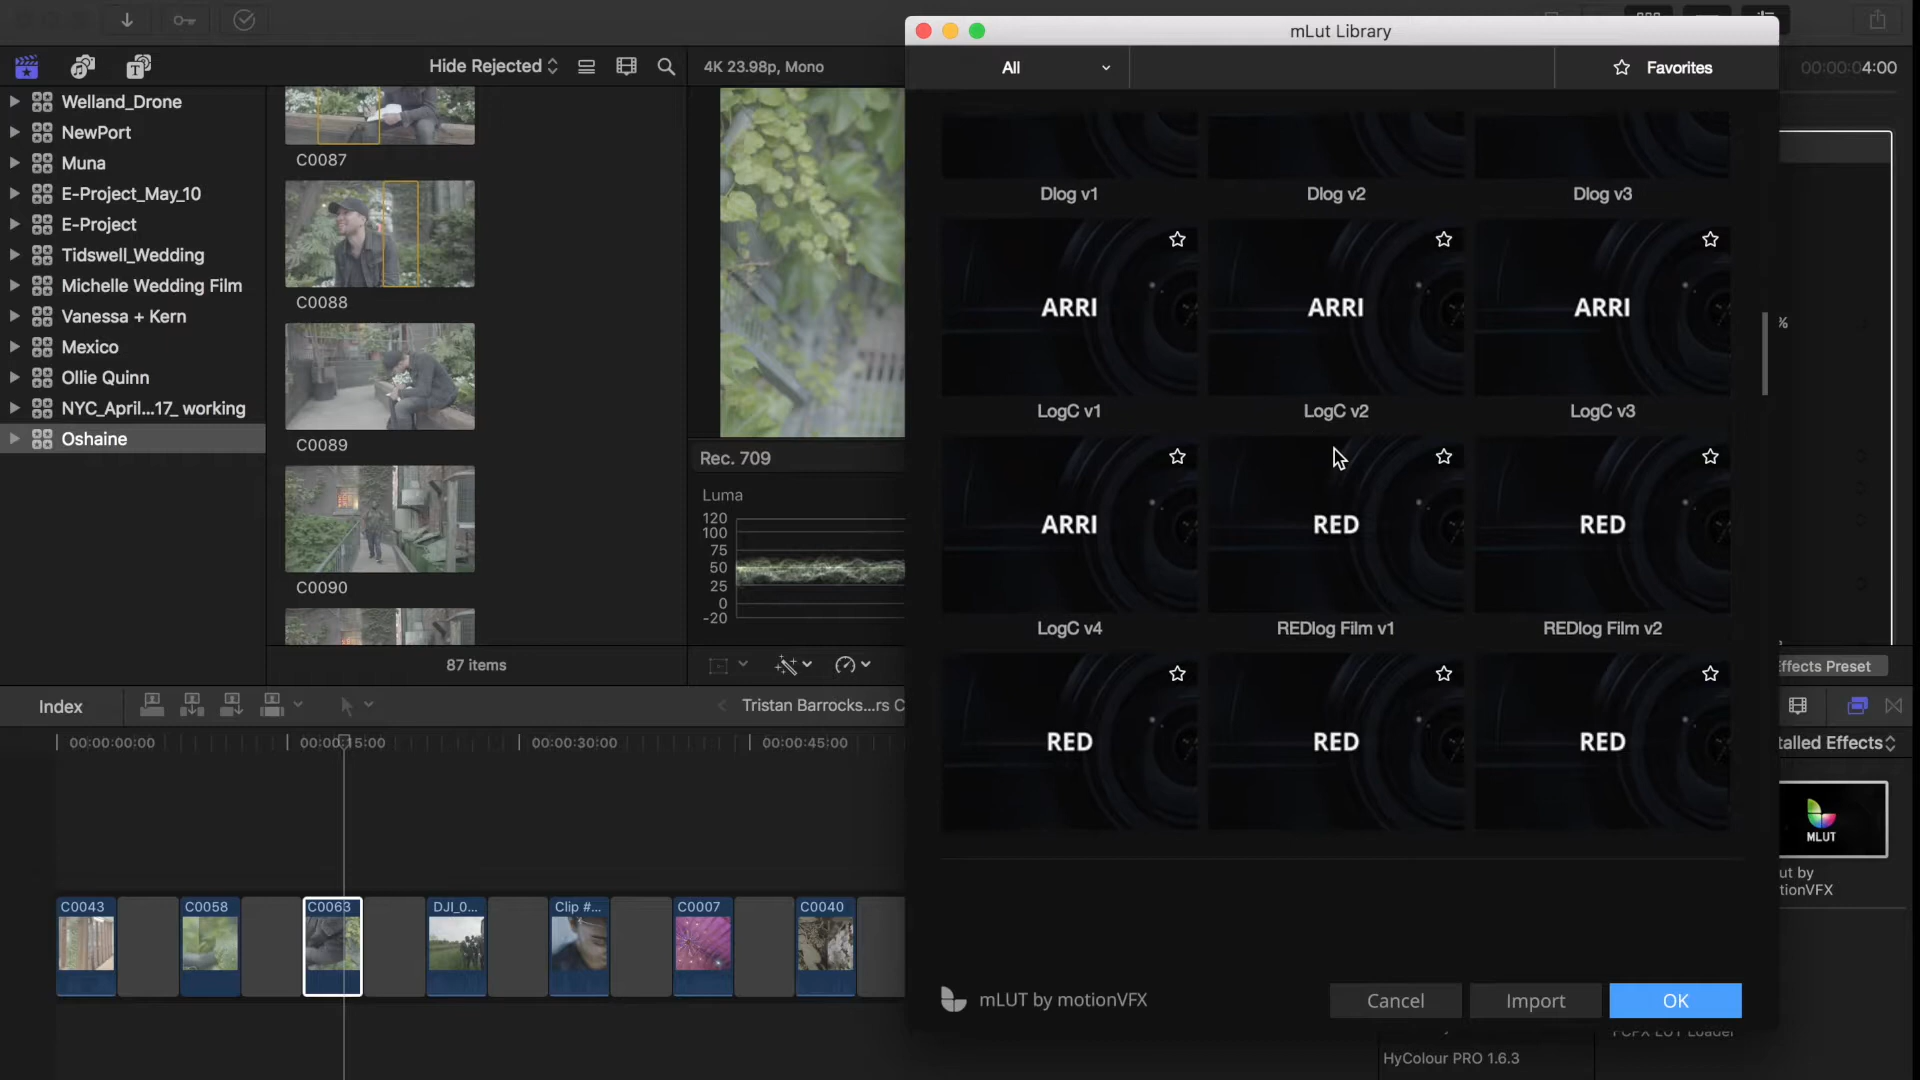 mLut Library
All
Favorites
Hide Rejected
4K 23.98p, Mono
00:00:04:00
Welland_Drone
NewPort
Muna
E-Project_May_10
E-Project
Tidswell_Wedding
Michelle Wedding Film
Vanessa + Kern
Mexico
Ollie Quinn
NYC_April...17_ working
Oshaine
C0087
C0088
C0089
C0090
87 items
Rec. 709
Luma
120
100
75
50
25
0
-20
Dlog v1
Dlog v2
Dlog v3
ARRI
ARRI
ARRI
LogC v1
LogC v2
LogC v3
ARRI
RED
RED
LogC v4
REDlog Film v1
REDlog Film v2
RED
RED
RED
mLUT by motionVFX
Cancel
Import
OK
%
ffects Preset
talled Effects
MLUT
ut by
tionVFX
HyColour PRO 1.6.3
FCPX LUT Loader
Index
Tristan Barrocks...rs C
00:00:00:00
00:00:15:00
00:00:30:00
00:00:45:00
C0043
C0058
C0063
DJI_0...
Clip #...
C0007
C0040